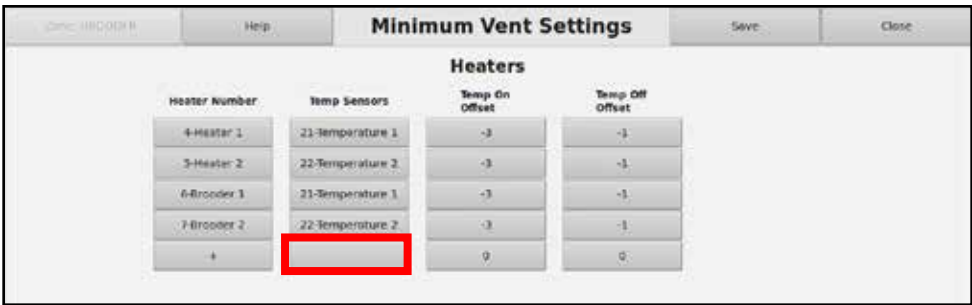 Zone: BROODER Help Minimum Vent Settings Save Close
Heaters
Heater Number Temp Sensors Temp On Offset Temp Off Offset
4-Heater 1 21-Temperature 1 -3 -1
5-Heater 2 22-Temperature 2 -3 -1
6-Brooder 1 21-Temperature 1 -3 -1
7-Brooder 2 22-Temperature 2 -3 -1
+ 0 0